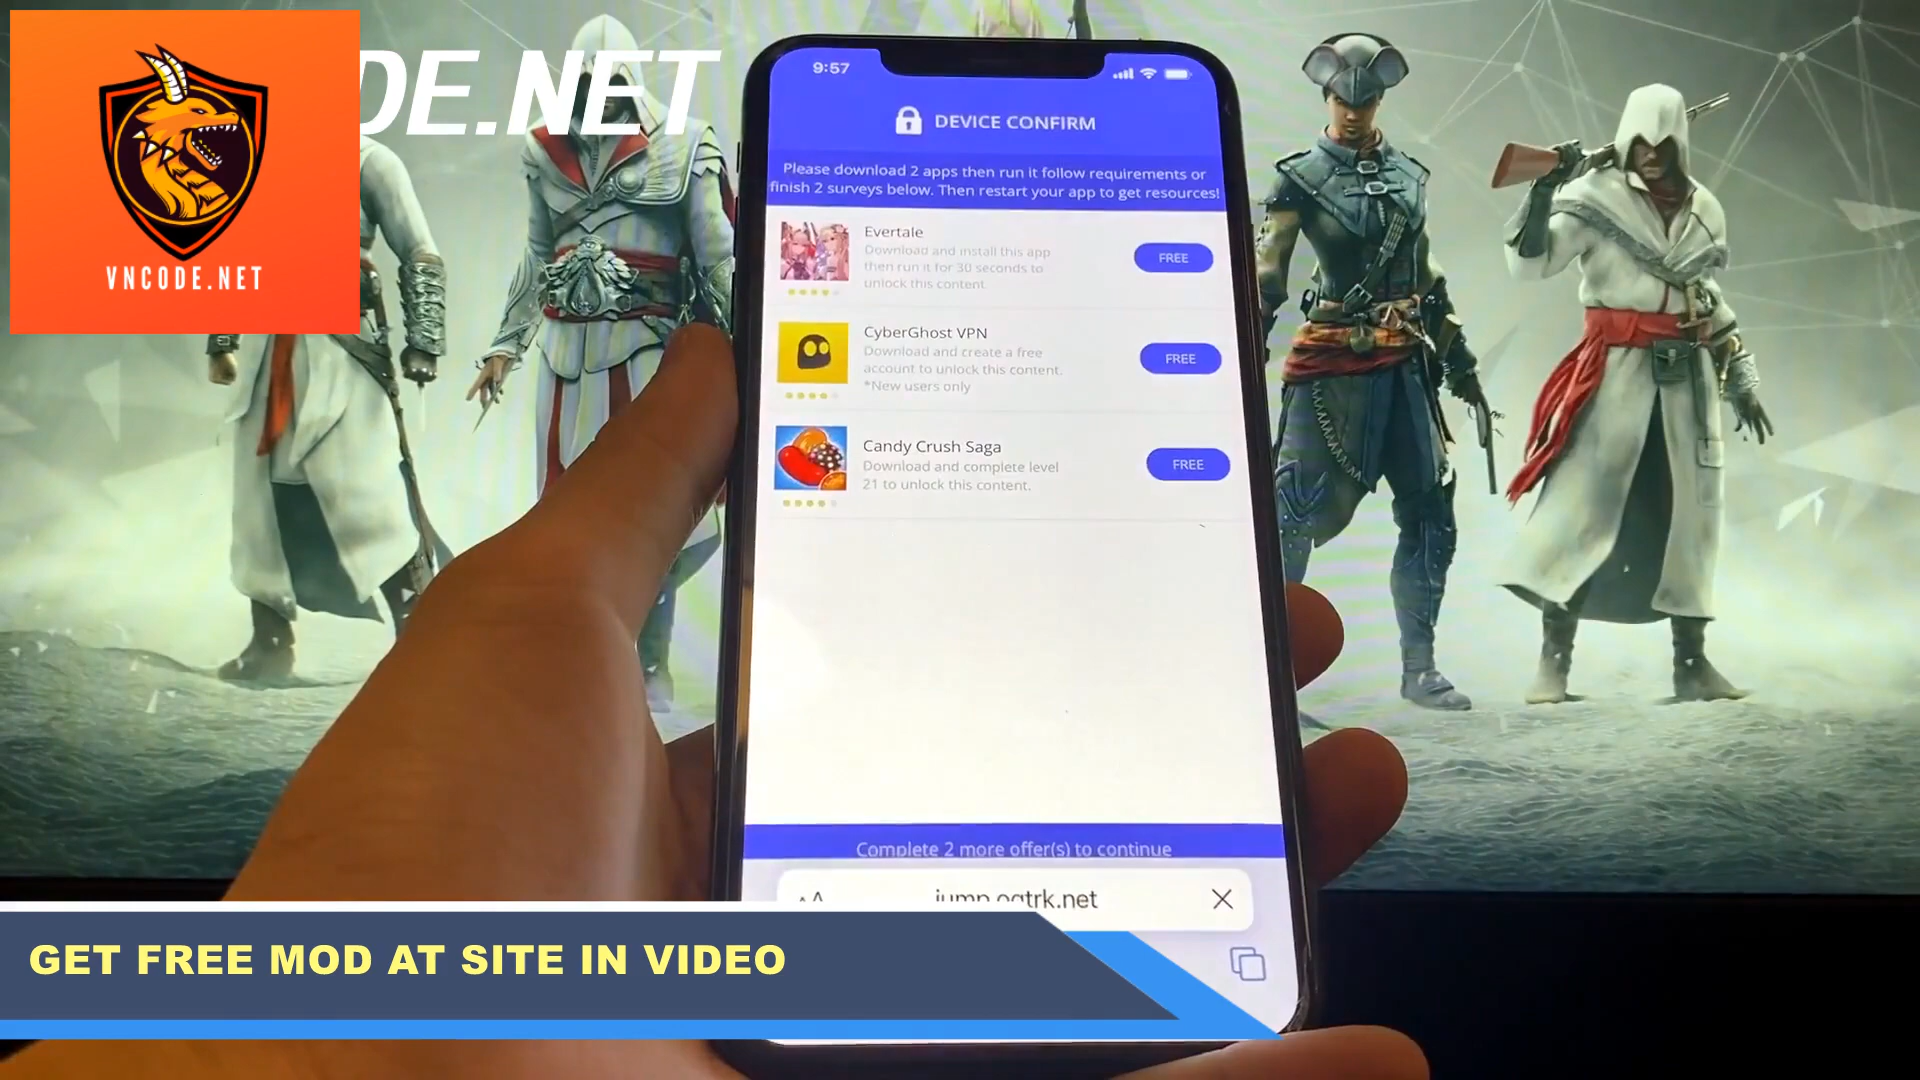 DE.NET
VNCODE.NET
9:57
DEVICE CONFIRM
Please download 2 apps then run it follow requirements or
finish 2 surveys below. Then restart your app to get resources!
Evertale
Download and install this app
then run it for 30 seconds to
unlock this content.
FREE
CyberGhost VPN
Download and create a free
account to unlock this content.
*New users only
FREE
Candy Crush Saga
Download and complete level
21 to unlock this content.
FREE
Complete 2 more offer(s) to continue
AA
jump.ogtrk.net
GET FREE MOD AT SITE IN VIDEO